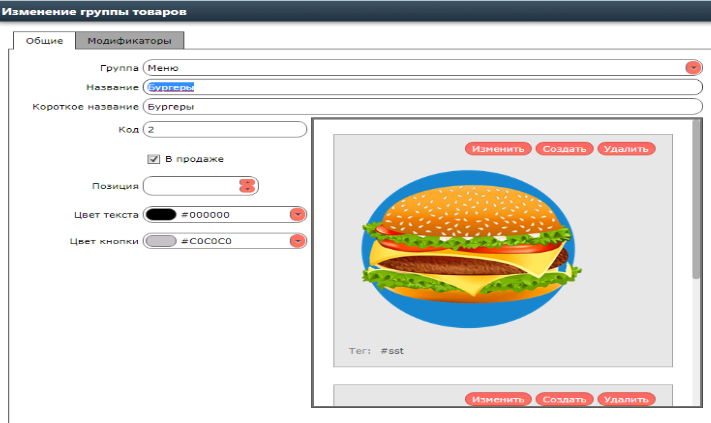 Изменение группы товаров
Общие Модификаторы
Группа Меню
Название Бургеры
Короткое название Бургеры
Код 2
Изменить Создать Удалить
В продаже
Позиция
Цвет текста #000000
Цвет кнопки #C0C0C0
Тег: #sst
Изменить Создать Удалить